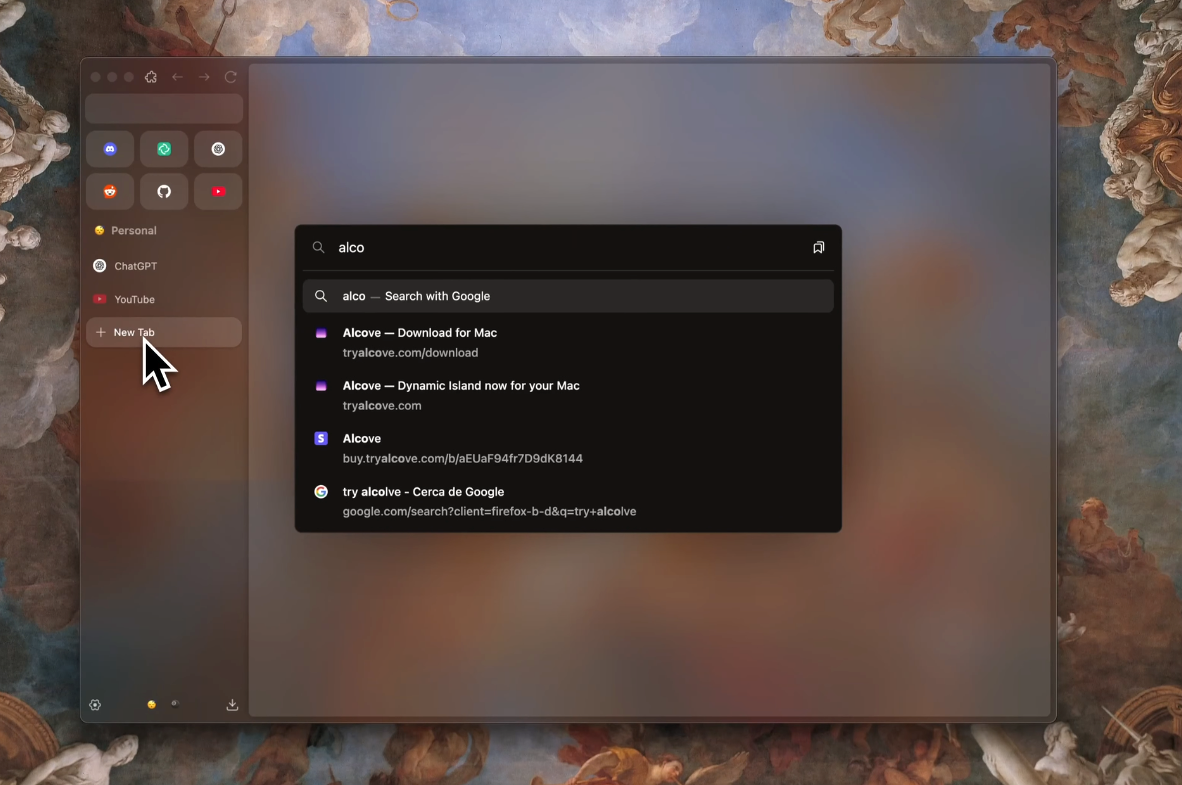 Personal
ChatGPT
YouTube
New Tab
alco
alco — Search with Google
Alcove — Download for Mac
tryalcove.com/download
Alcove — Dynamic Island now for your Mac
tryalcove.com
S
Alcove
buy.tryalcove.com/b/aEUaF94fr7D9dK8144
try alcolve - Cerca de Google
google.com/search?client=firefox-b-d&q=try+alcolve